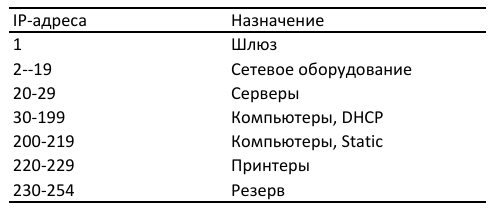 IP-адреса Назначение
1 Шлюз
2--19 Сетевое оборудование
20-29 Серверы
30-199 Компьютеры, DHCP
200-219 Компьютеры, Static
220-229 Принтеры
230-254 Резерв